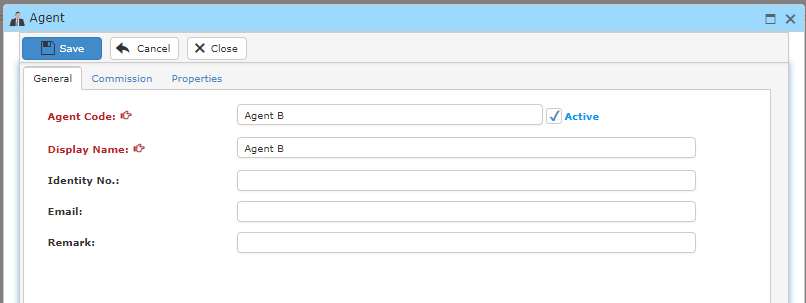 Agent
Save Cancel Close
General Commission Properties
Agent Code: Agent B Active
Display Name: Agent B
Identity No.:
Email:
Remark: